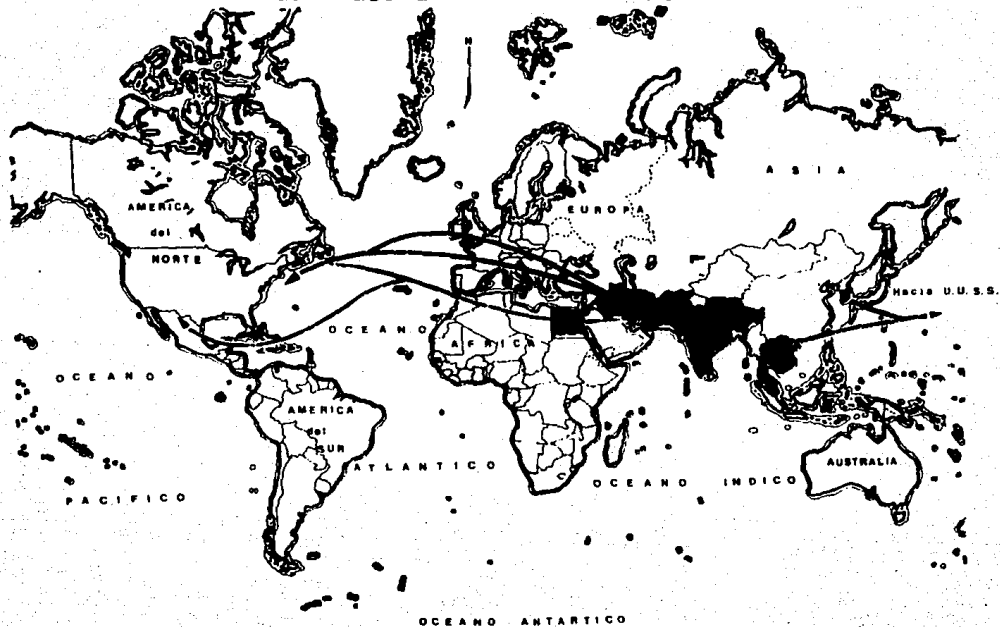 N
ASIA
AMERICA
del
NORTE
EUROPA
Hacia U.U.S.S.
OCEANO
AFRICA
OCEANO
AMERICA
del
SUR
ATLANTICO
AUSTRALIA
OCEANO INDICO
PACIFICO
OCEANO ANTARTICO